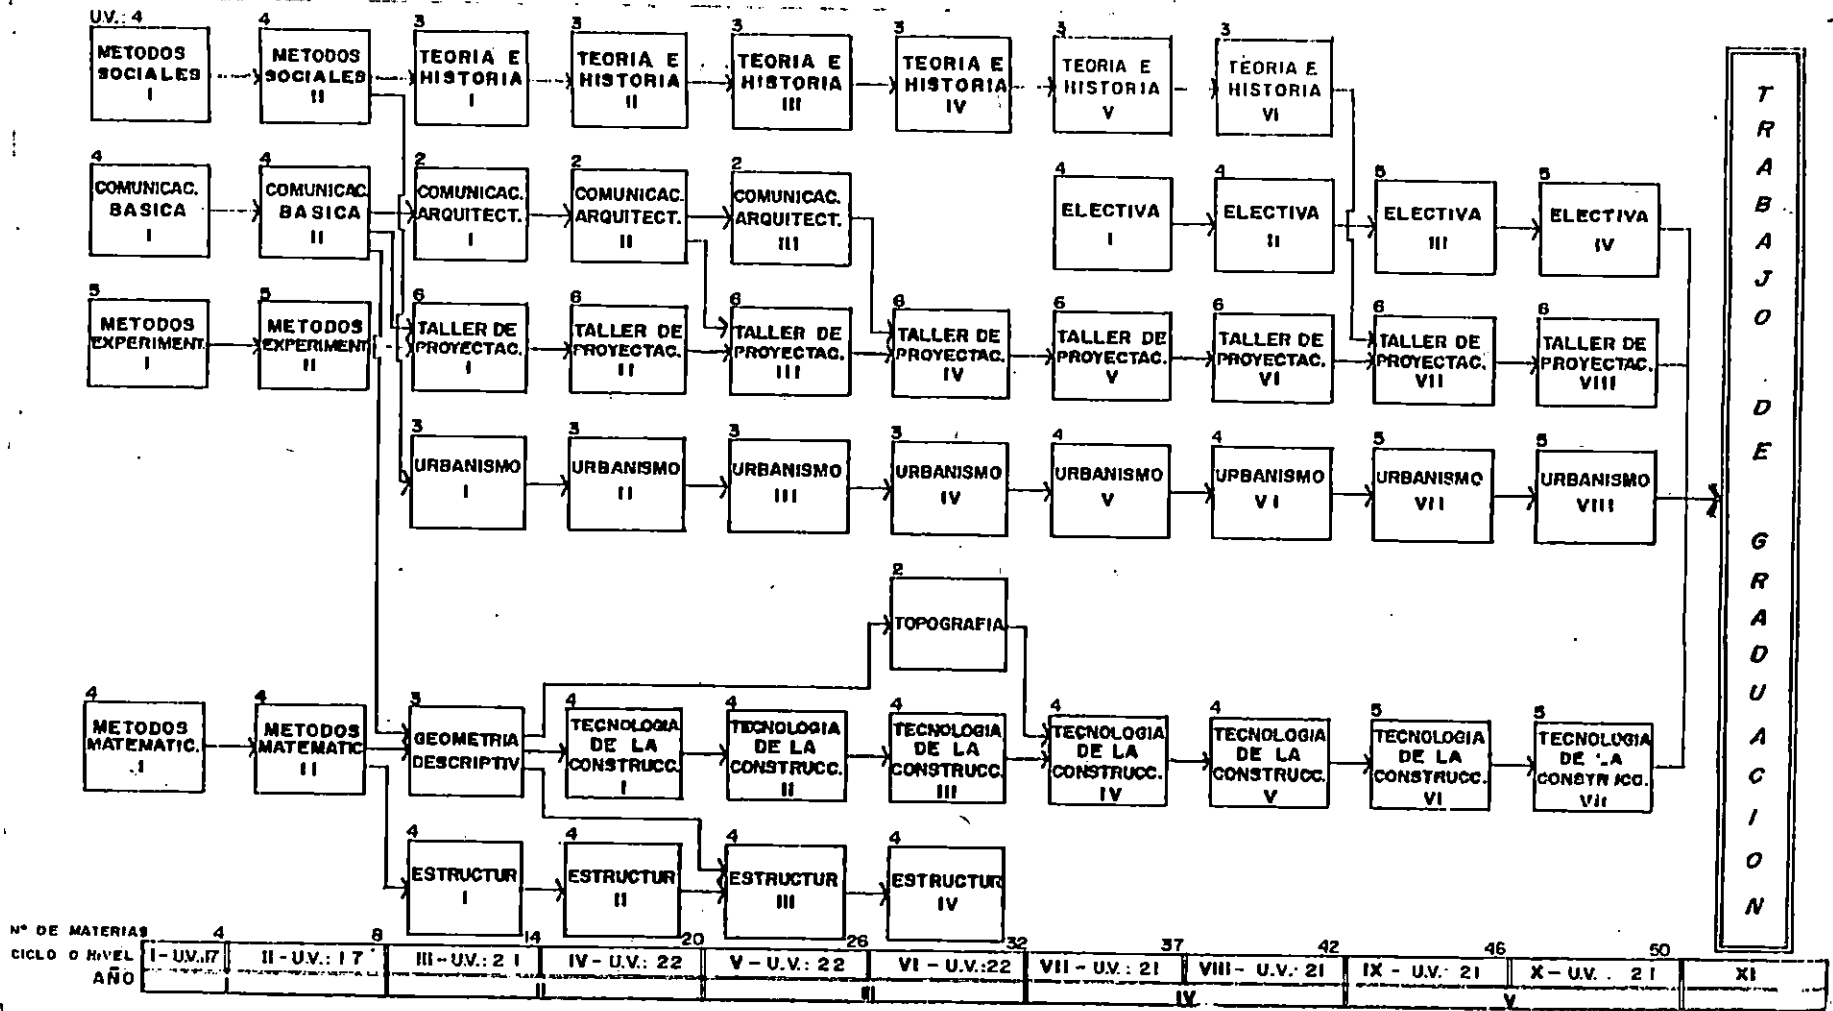 U.V.: 4
METODOS
SOCIALES
I
4
METODOS
SOCIALES
II
3
TEORIA E
HISTORIA
I
3
TEORIA E
HISTORIA
II
3
TEORIA E
HISTORIA
III
3
TEORIA E
HISTORIA
IV
3
TEORIA E
HISTORIA
V
3
TEORIA E
HISTORIA
VI
4
COMUNICAC.
BASICA
I
4
COMUNICAC.
BASICA
II
2
COMUNICAC.
ARQUITECT.
I
2
COMUNICAC.
ARQUITECT.
II
2
COMUNICAC.
ARQUITECT.
III
4
ELECTIVA
I
4
ELECTIVA
II
5
ELECTIVA
III
5
ELECTIVA
IV
5
METODOS
EXPERIMENT.
I
5
METODOS
EXPERIMENT
II
6
TALLER DE
PROYECTAC.
I
6
TALLER DE
PROYECTAC.
II
6
TALLER DE
PROYECTAC.
III
6
TALLER DE
PROYECTAC.
IV
6
TALLER DE
PROYECTAC.
V
6
TALLER DE
PROYECTAC.
VI
6
TALLER DE
PROYECTAC.
VII
6
TALLER DE
PROYECTAC.
VIII
3
URBANISMO
I
3
URBANISMO
II
3
URBANISMO
III
3
URBANISMO
IV
4
URBANISMO
V
4
URBANISMO
VI
5
URBANISMO
VII
5
URBANISMO
VIII
2
TOPOGRAFIA
4
METODOS
MATEMATIC.
I
4
METODOS
MATEMATIC
II
3
GEOMETRIA
DESCRIPTIV
4
TECNOLOGIA
DE LA
CONSTRUCC.
I
4
TECNOLOGIA
DE LA
CONSTRUCC.
II
4
TECNOLOGIA
DE LA
CONSTRUCC.
III
4
TECNOLOGIA
DE LA
CONSTRUCC.
IV
4
TECNOLOGIA
DE LA
CONSTRUCC.
V
5
TECNOLOGIA
DE LA
CONSTRUCC.
VI
5
TECNOLOGIA
DE LA
CONSTRUCC.
VII
4
ESTRUCTUR
I
4
ESTRUCTUR
II
4
ESTRUCTUR
III
4
ESTRUCTUR
IV
TRABAJO DE GRADUACION
Nº DE MATERIAS 4 8 14 20 26 32 37 42 46 50
CICLO O NIVEL I-U.V.:17 II-U.V.:17 III-U.V.:21 IV-U.V.:22 V-U.V.:22 VI-U.V.:22 VII-U.V.:21 VIII-U.V.:21 IX-U.V.:21 X-U.V.:21 XI
AÑO I II III IV V